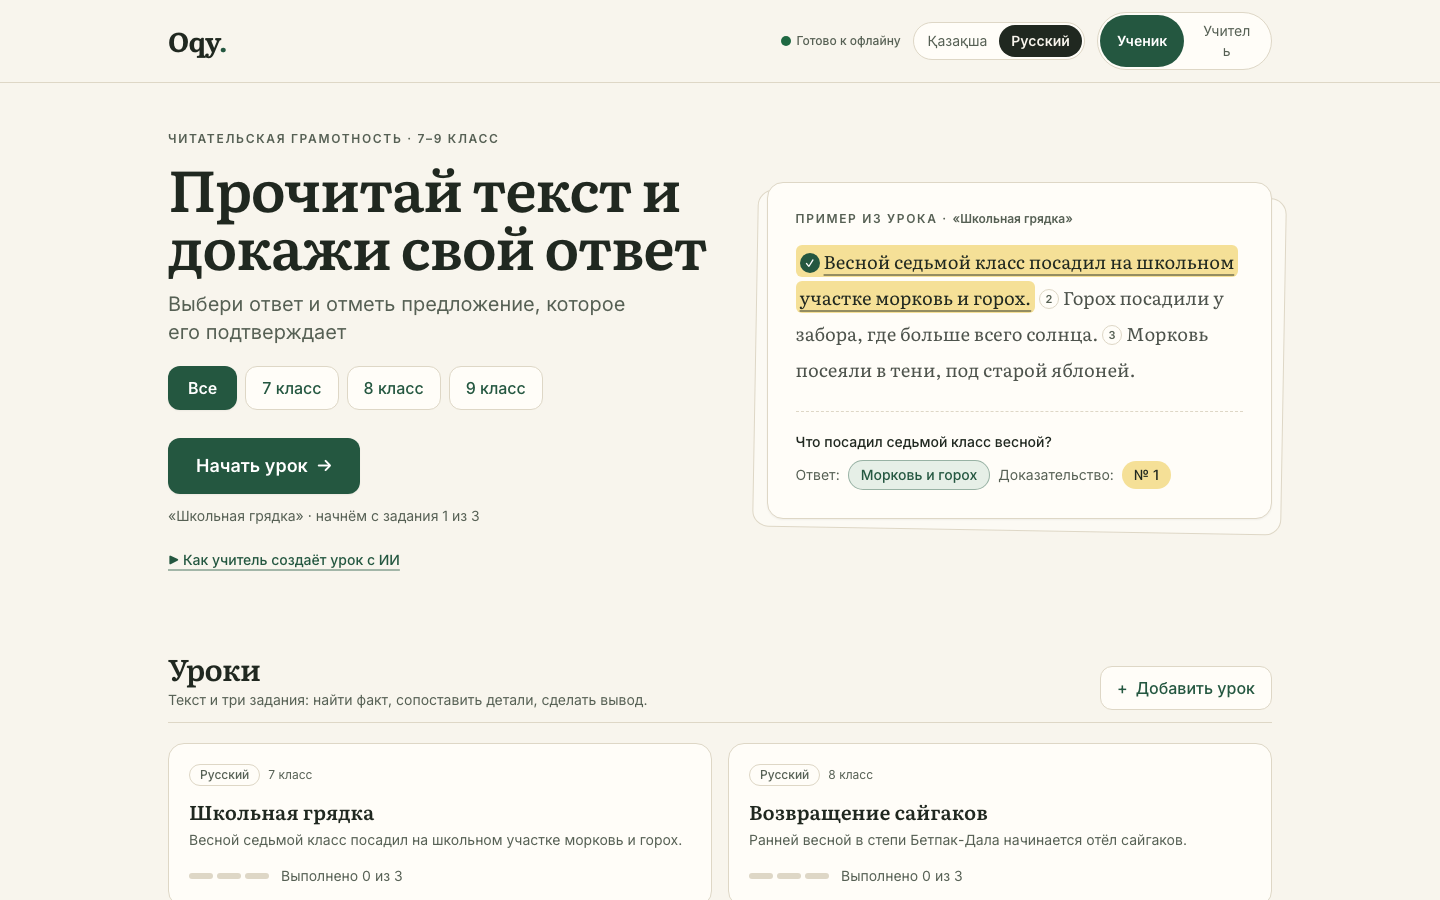 Oqy.
Готово к офлайну
Қазақша
Русский
Ученик
Учител
ь
ЧИТАТЕЛЬСКАЯ ГРАМОТНОСТЬ · 7–9 КЛАСС
Прочитай текст и
докажи свой ответ
Выбери ответ и отметь предложение, которое
его подтверждает
Все
7 класс
8 класс
9 класс
Начать урок →
«Школьная грядка» · начнём с задания 1 из 3
Как учитель создаёт урок с ИИ
ПРИМЕР ИЗ УРОКА · «Школьная грядка»
Весной седьмой класс посадил на школьном
участке морковь и горох. 2 Горох посадили у
забора, где больше всего солнца. 3 Морковь
посеяли в тени, под старой яблоней.
Что посадил седьмой класс весной?
Ответ: Морковь и горох Доказательство: № 1
Уроки
Текст и три задания: найти факт, сопоставить детали, сделать вывод.
+ Добавить урок
Русский 7 класс
Школьная грядка
Весной седьмой класс посадил на школьном участке морковь и горох.
Выполнено 0 из 3
Русский 8 класс
Возвращение сайгаков
Ранней весной в степи Бетпак-Дала начинается отёл сайгаков.
Выполнено 0 из 3